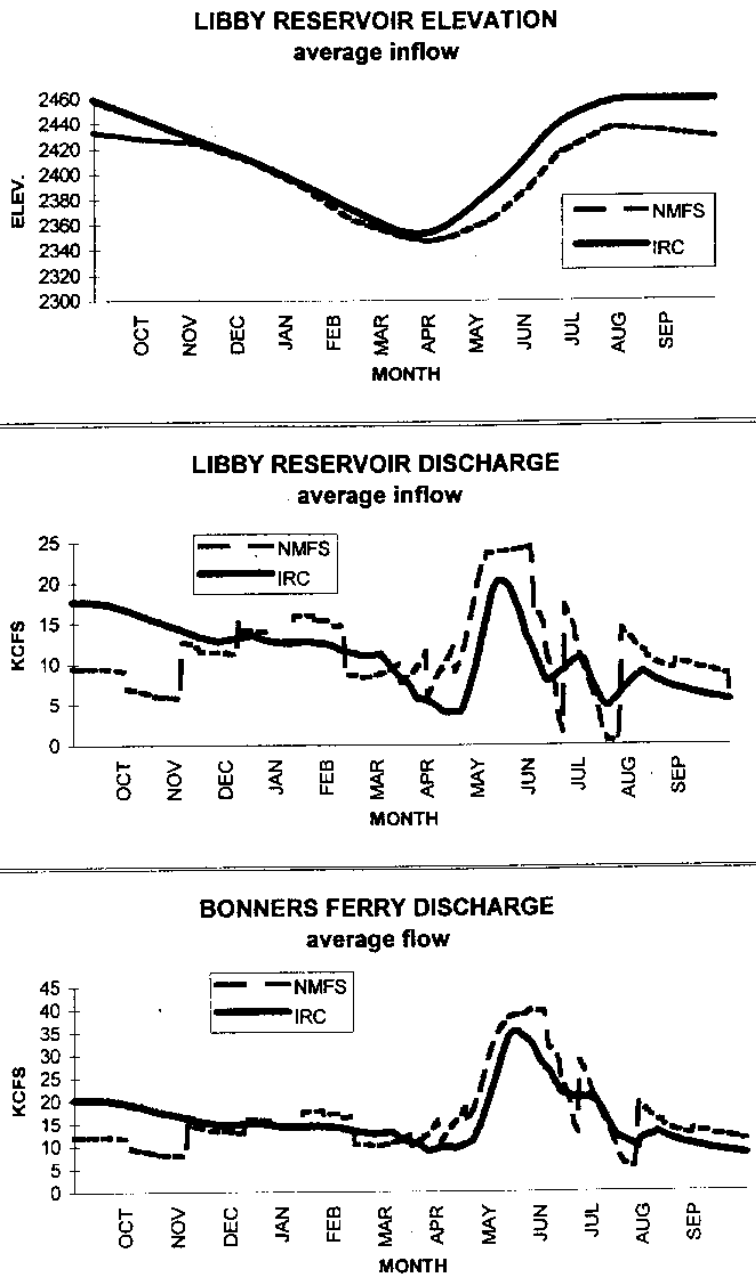 LIBBY RESERVOIR ELEVATION
average inflow
2460
2440
2420
2400
2380
2360
2340
2320
2300
ELEV.
NMFS
IRC
OCT NOV DEC JAN FEB MAR APR MAY JUN JUL AUG SEP
MONTH
LIBBY RESERVOIR DISCHARGE
average inflow
25
20
15
10
5
0
KCFS
NMFS
IRC
OCT NOV DEC JAN FEB MAR APR MAY JUN JUL AUG SEP
MONTH
BONNERS FERRY DISCHARGE
average flow
45
40
35
30
25
20
15
10
5
0
KCFS
NMFS
IRC
OCT NOV DEC JAN FEB MAR APR MAY JUN JUL AUG SEP
MONTH